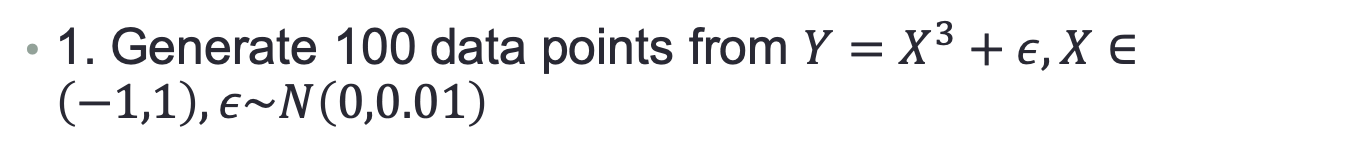 • 1. Generate 100 data points from 𝑌 = 𝑋³ + 𝜖, 𝑋 ∈
(−1,1), 𝜖~𝑁(0,0.01)